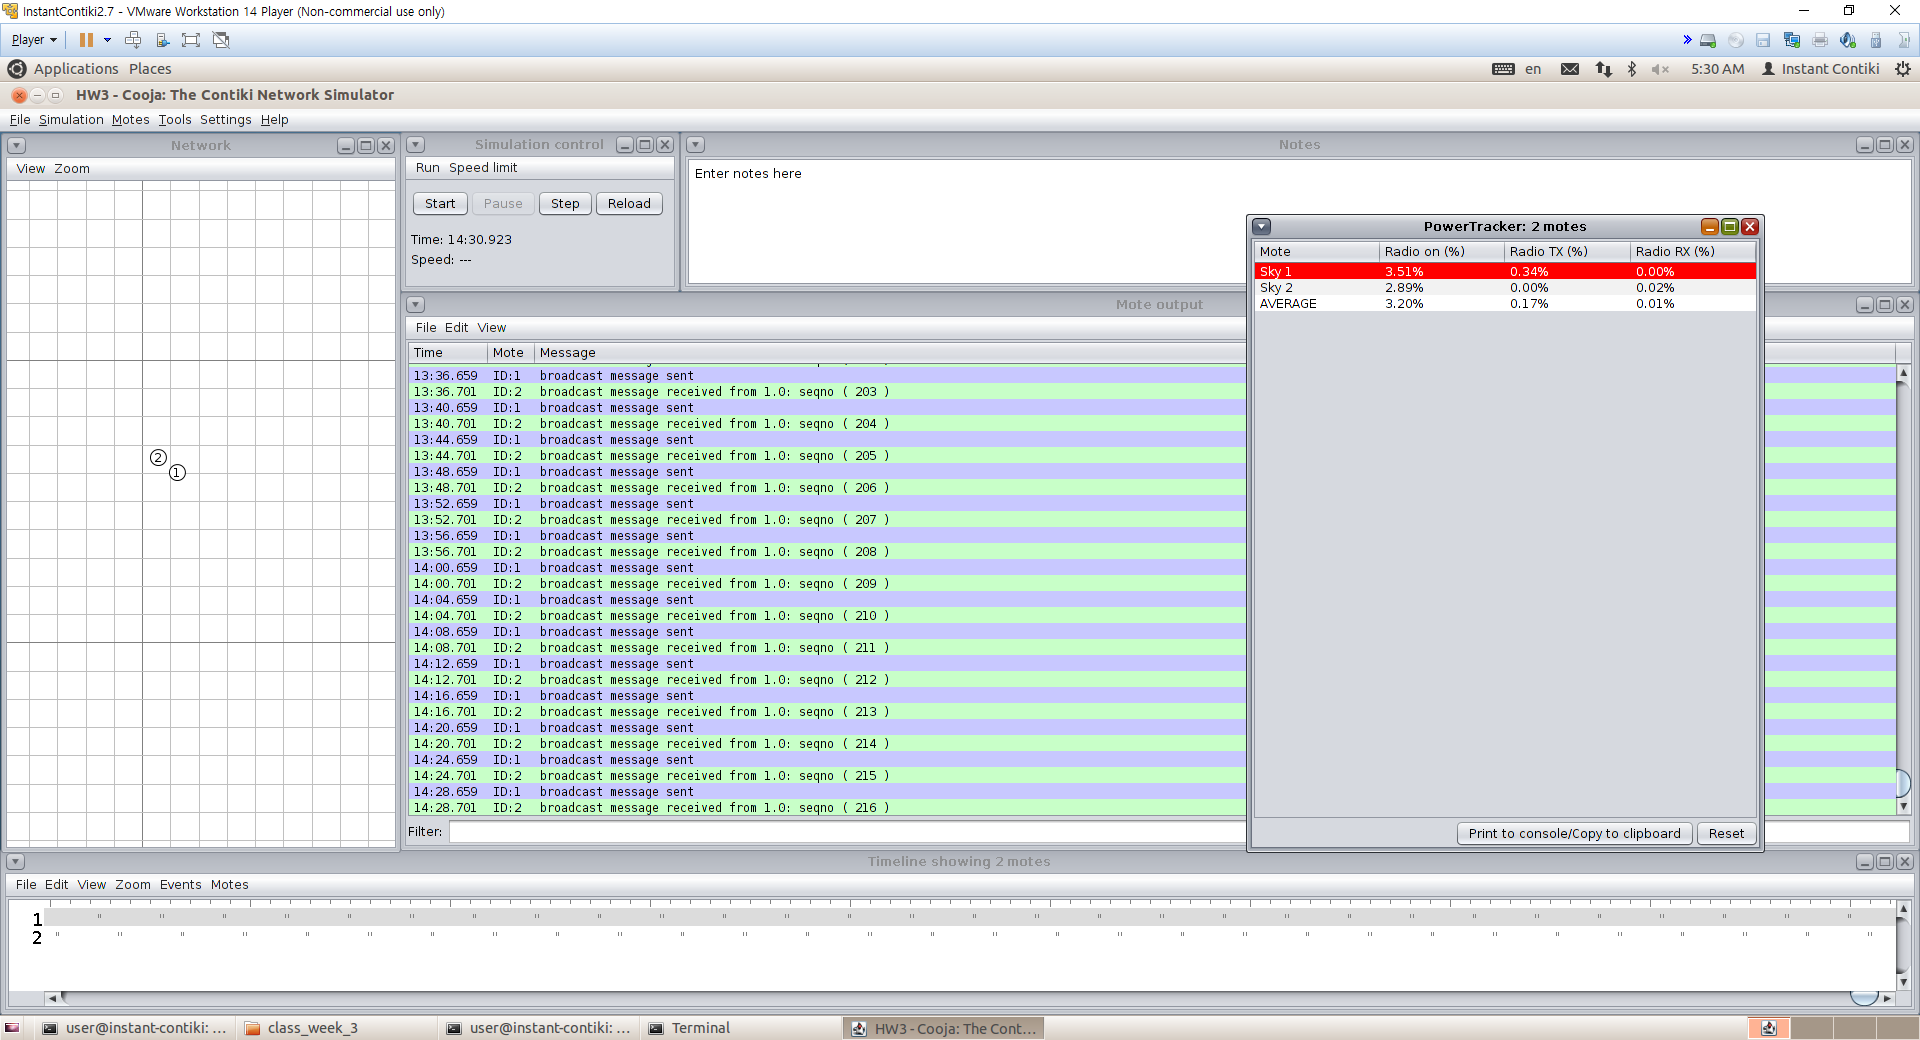 InstantContiki2.7 - VMware Workstation 14 Player (Non-commercial use only)
Player
Applications Places
en
5:30 AM
Instant Contiki
HW3 - Cooja: The Contiki Network Simulator
File Simulation Motes Tools Settings Help
Network
View Zoom
2
1
Simulation control
Run Speed limit
Start Pause Step Reload
Time: 14:30.923
Speed: ---
Notes
Enter notes here
PowerTracker: 2 motes
Mote Radio on (%) Radio TX (%) Radio RX (%)
Sky 1 3.51% 0.34% 0.00%
Sky 2 2.89% 0.00% 0.02%
AVERAGE 3.20% 0.17% 0.01%
Print to console/Copy to clipboard Reset
Mote output
File Edit View
Time Mote Message
13:36.659 ID:1 broadcast message sent
13:36.701 ID:2 broadcast message received from 1.0: seqno ( 203 )
13:40.659 ID:1 broadcast message sent
13:40.701 ID:2 broadcast message received from 1.0: seqno ( 204 )
13:44.659 ID:1 broadcast message sent
13:44.701 ID:2 broadcast message received from 1.0: seqno ( 205 )
13:48.659 ID:1 broadcast message sent
13:48.701 ID:2 broadcast message received from 1.0: seqno ( 206 )
13:52.659 ID:1 broadcast message sent
13:52.701 ID:2 broadcast message received from 1.0: seqno ( 207 )
13:56.659 ID:1 broadcast message sent
13:56.701 ID:2 broadcast message received from 1.0: seqno ( 208 )
14:00.659 ID:1 broadcast message sent
14:00.701 ID:2 broadcast message received from 1.0: seqno ( 209 )
14:04.659 ID:1 broadcast message sent
14:04.701 ID:2 broadcast message received from 1.0: seqno ( 210 )
14:08.659 ID:1 broadcast message sent
14:08.701 ID:2 broadcast message received from 1.0: seqno ( 211 )
14:12.659 ID:1 broadcast message sent
14:12.701 ID:2 broadcast message received from 1.0: seqno ( 212 )
14:16.659 ID:1 broadcast message sent
14:16.701 ID:2 broadcast message received from 1.0: seqno ( 213 )
14:20.659 ID:1 broadcast message sent
14:20.701 ID:2 broadcast message received from 1.0: seqno ( 214 )
14:24.659 ID:1 broadcast message sent
14:24.701 ID:2 broadcast message received from 1.0: seqno ( 215 )
14:28.659 ID:1 broadcast message sent
14:28.701 ID:2 broadcast message received from 1.0: seqno ( 216 )
Filter:
Timeline showing 2 motes
File Edit View Zoom Events Motes
1
2
user@instant-contiki: ...
class_week_3
user@instant-contiki: ...
Terminal
HW3 - Cooja: The Cont...